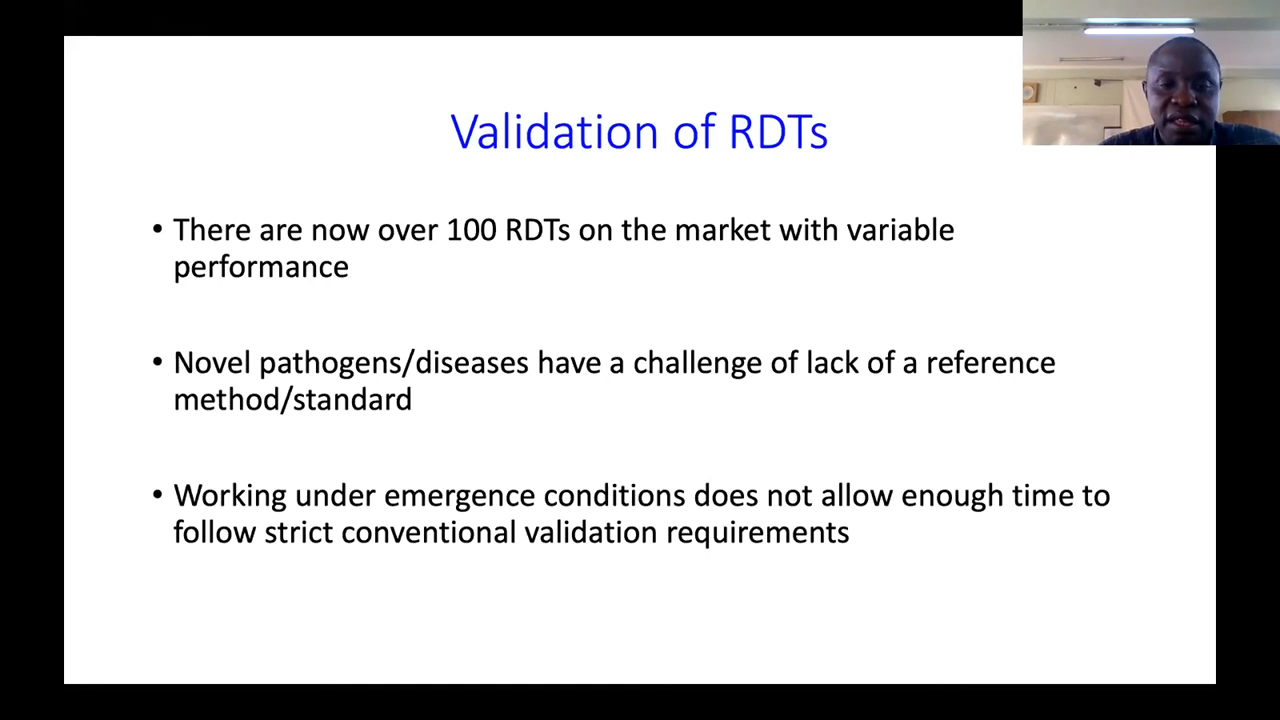 Validation of RDTs
• There are now over 100 RDTs on the market with variable
performance
• Novel pathogens/diseases have a challenge of lack of a reference
method/standard
• Working under emergence conditions does not allow enough time to
follow strict conventional validation requirements